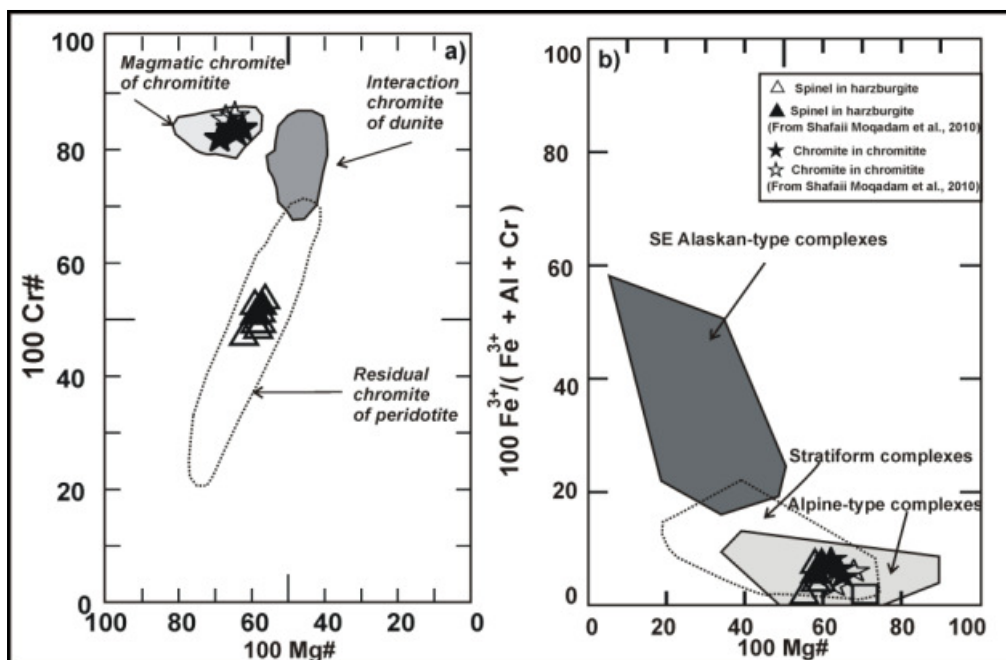 100
80
60
40
20
0
100 Cr#
100
80
60
40
20
0
100 Mg#
a)
Magmatic chromite
of chromitite
Interaction
chromite
of dunite
Residual
chromite
of peridotite
100
80
60
40
20
0
100 Fe3+/( Fe3+ + Al + Cr )
0
20
40
60
80
100
100 Mg#
b)
Spinel in harzburgite
Spinel in harzburgite
(From Shafaii Moqadam et al., 2010)
Chromite in chromitite
Chromite in chromitite
(From Shafaii Moqadam et al., 2010)
SE Alaskan-type complexes
Stratiform complexes
Alpine-type complexes